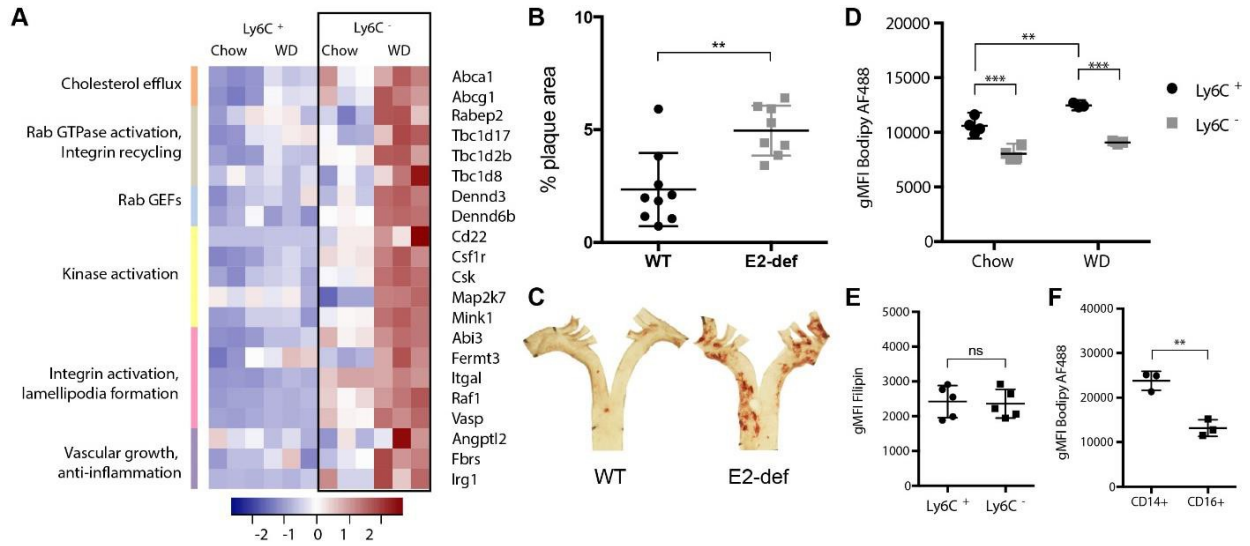 A
Ly6C +
Ly6C -
Chow
WD
Chow
WD
Cholesterol efflux
Rab GTPase activation,
Integrin recycling
Rab GEFs
Kinase activation
Integrin activation,
lamellipodia formation
Vascular growth,
anti-inflammation
Abca1
Abcg1
Rabep2
Tbc1d17
Tbc1d2b
Tbc1d8
Dennd3
Dennd6b
Cd22
Csf1r
Csk
Map2k7
Mink1
Abi3
Fermt3
Itgal
Raf1
Vasp
Angptl2
Fbrs
Irg1
-2 -1 0 1 2
B
**
% plaque area
10
5
0
WT
E2-def
C
WT
E2-def
D
gMFI Bodipy AF488
20000
15000
10000
5000
0
**
***
***
Chow
WD
Ly6C +
Ly6C -
E
gMFI Filipin
5000
4000
3000
2000
1000
0
ns
Ly6C +
Ly6C -
F
gMFI Bodipy AF488
40000
30000
20000
10000
0
**
CD14+
CD16+